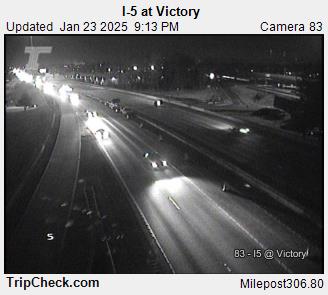 I-5 at Victory
Updated Jan 23 2025 9:13 PM Camera 83
S
83 - I5 @ Victory
TripCheck.com Milepost306.80